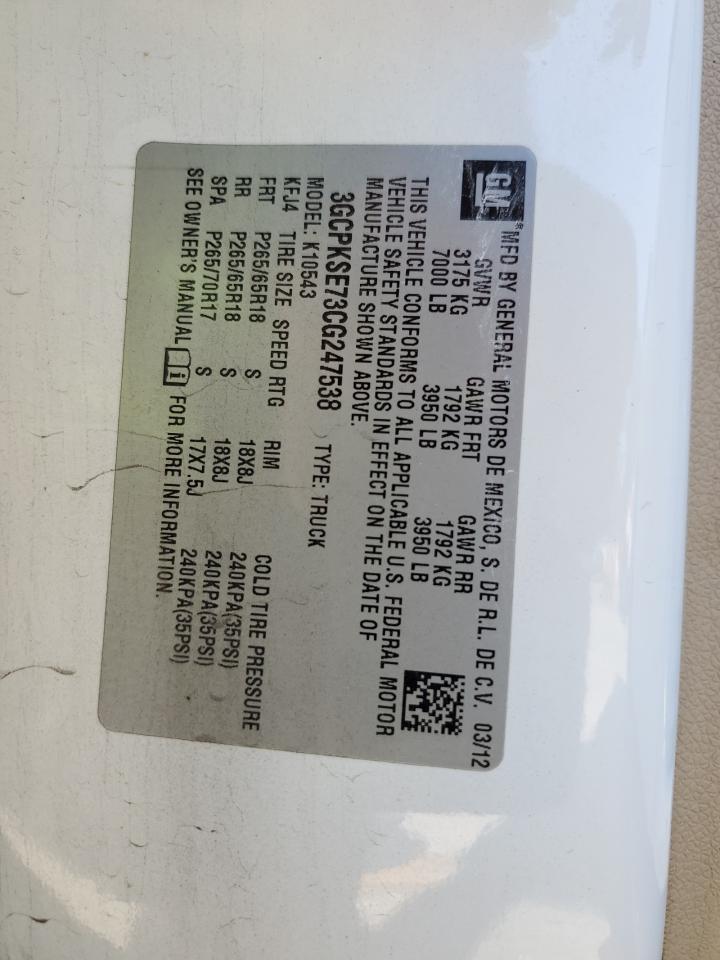 GM® MFD BY GENERAL MOTORS DE MEXICO, S. DE R.L. DE C.V. 03/12
GVWR GAWR FRT GAWR RR
3175 KG 1792 KG 1792 KG
7000 LB 3950 LB 3950 LB
THIS VEHICLE CONFORMS TO ALL APPLICABLE U.S. FEDERAL MOTOR
VEHICLE SAFETY STANDARDS IN EFFECT ON THE DATE OF
MANUFACTURE SHOWN ABOVE.
3GCPKSE73CG247538 TYPE: TRUCK
MODEL: K10543
KFJ4 TIRE SIZE SPEED RTG RIM COLD TIRE PRESSURE
FRT P265/65R18 S 18X8J 240KPA(35PSI)
RR P265/65R18 S 18X8J 240KPA(35PSI)
SPA P265/70R17 S 17X7.5J 240KPA(35PSI)
SEE OWNER'S MANUAL i FOR MORE INFORMATION.